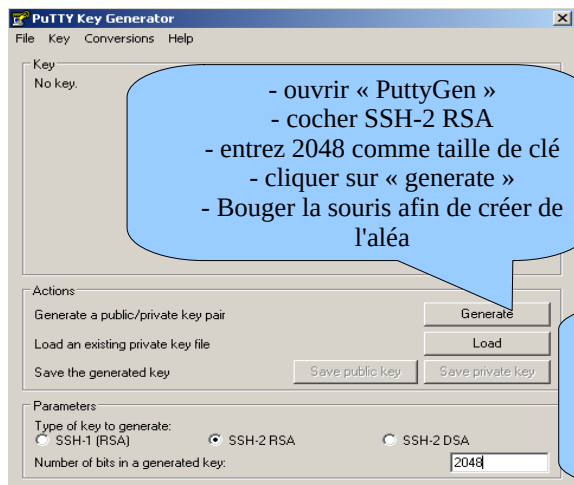 PuTTY Key Generator
File Key Conversions Help
Key
No key.
- ouvrir « PuttyGen »
- cocher SSH-2 RSA
- entrez 2048 comme taille de clé
- cliquer sur « generate »
- Bouger la souris afin de créer de
l'aléa
Actions
Generate a public/private key pair
Generate
Load an existing private key file
Load
Save the generated key
Save public key
Save private key
Parameters
Type of key to generate:
SSH-1 (RSA)
SSH-2 RSA
SSH-2 DSA
Number of bits in a generated key:
2048